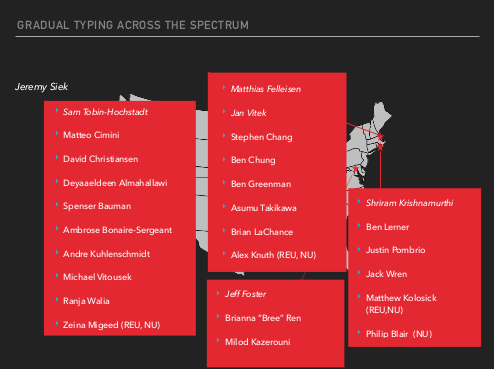 GRADUAL TYPING ACROSS THE SPECTRUM
Jeremy Siek
Sam Tobin-Hochstadt
Matteo Cimini
David Christiansen
Deyaaeldeen Almahallawi
Spenser Bauman
Ambrose Bonaire-Sergeant
Andre Kuhlenschmidt
Michael Vitousek
Ranja Walia
Zeina Migeed (REU, NU)
Matthias Felleisen
Jan Vitek
Stephen Chang
Ben Chung
Ben Greenman
Asumu Takikawa
Brian LaChance
Alex Knuth (REU, NU)
Jeff Foster
Brianna "Bree" Ren
Milod Kazerouni
Shriram Krishnamurthi
Ben Lerner
Justin Pombrio
Jack Wren
Matthew Kolosick
(REU,NU)
Philip Blair (NU)